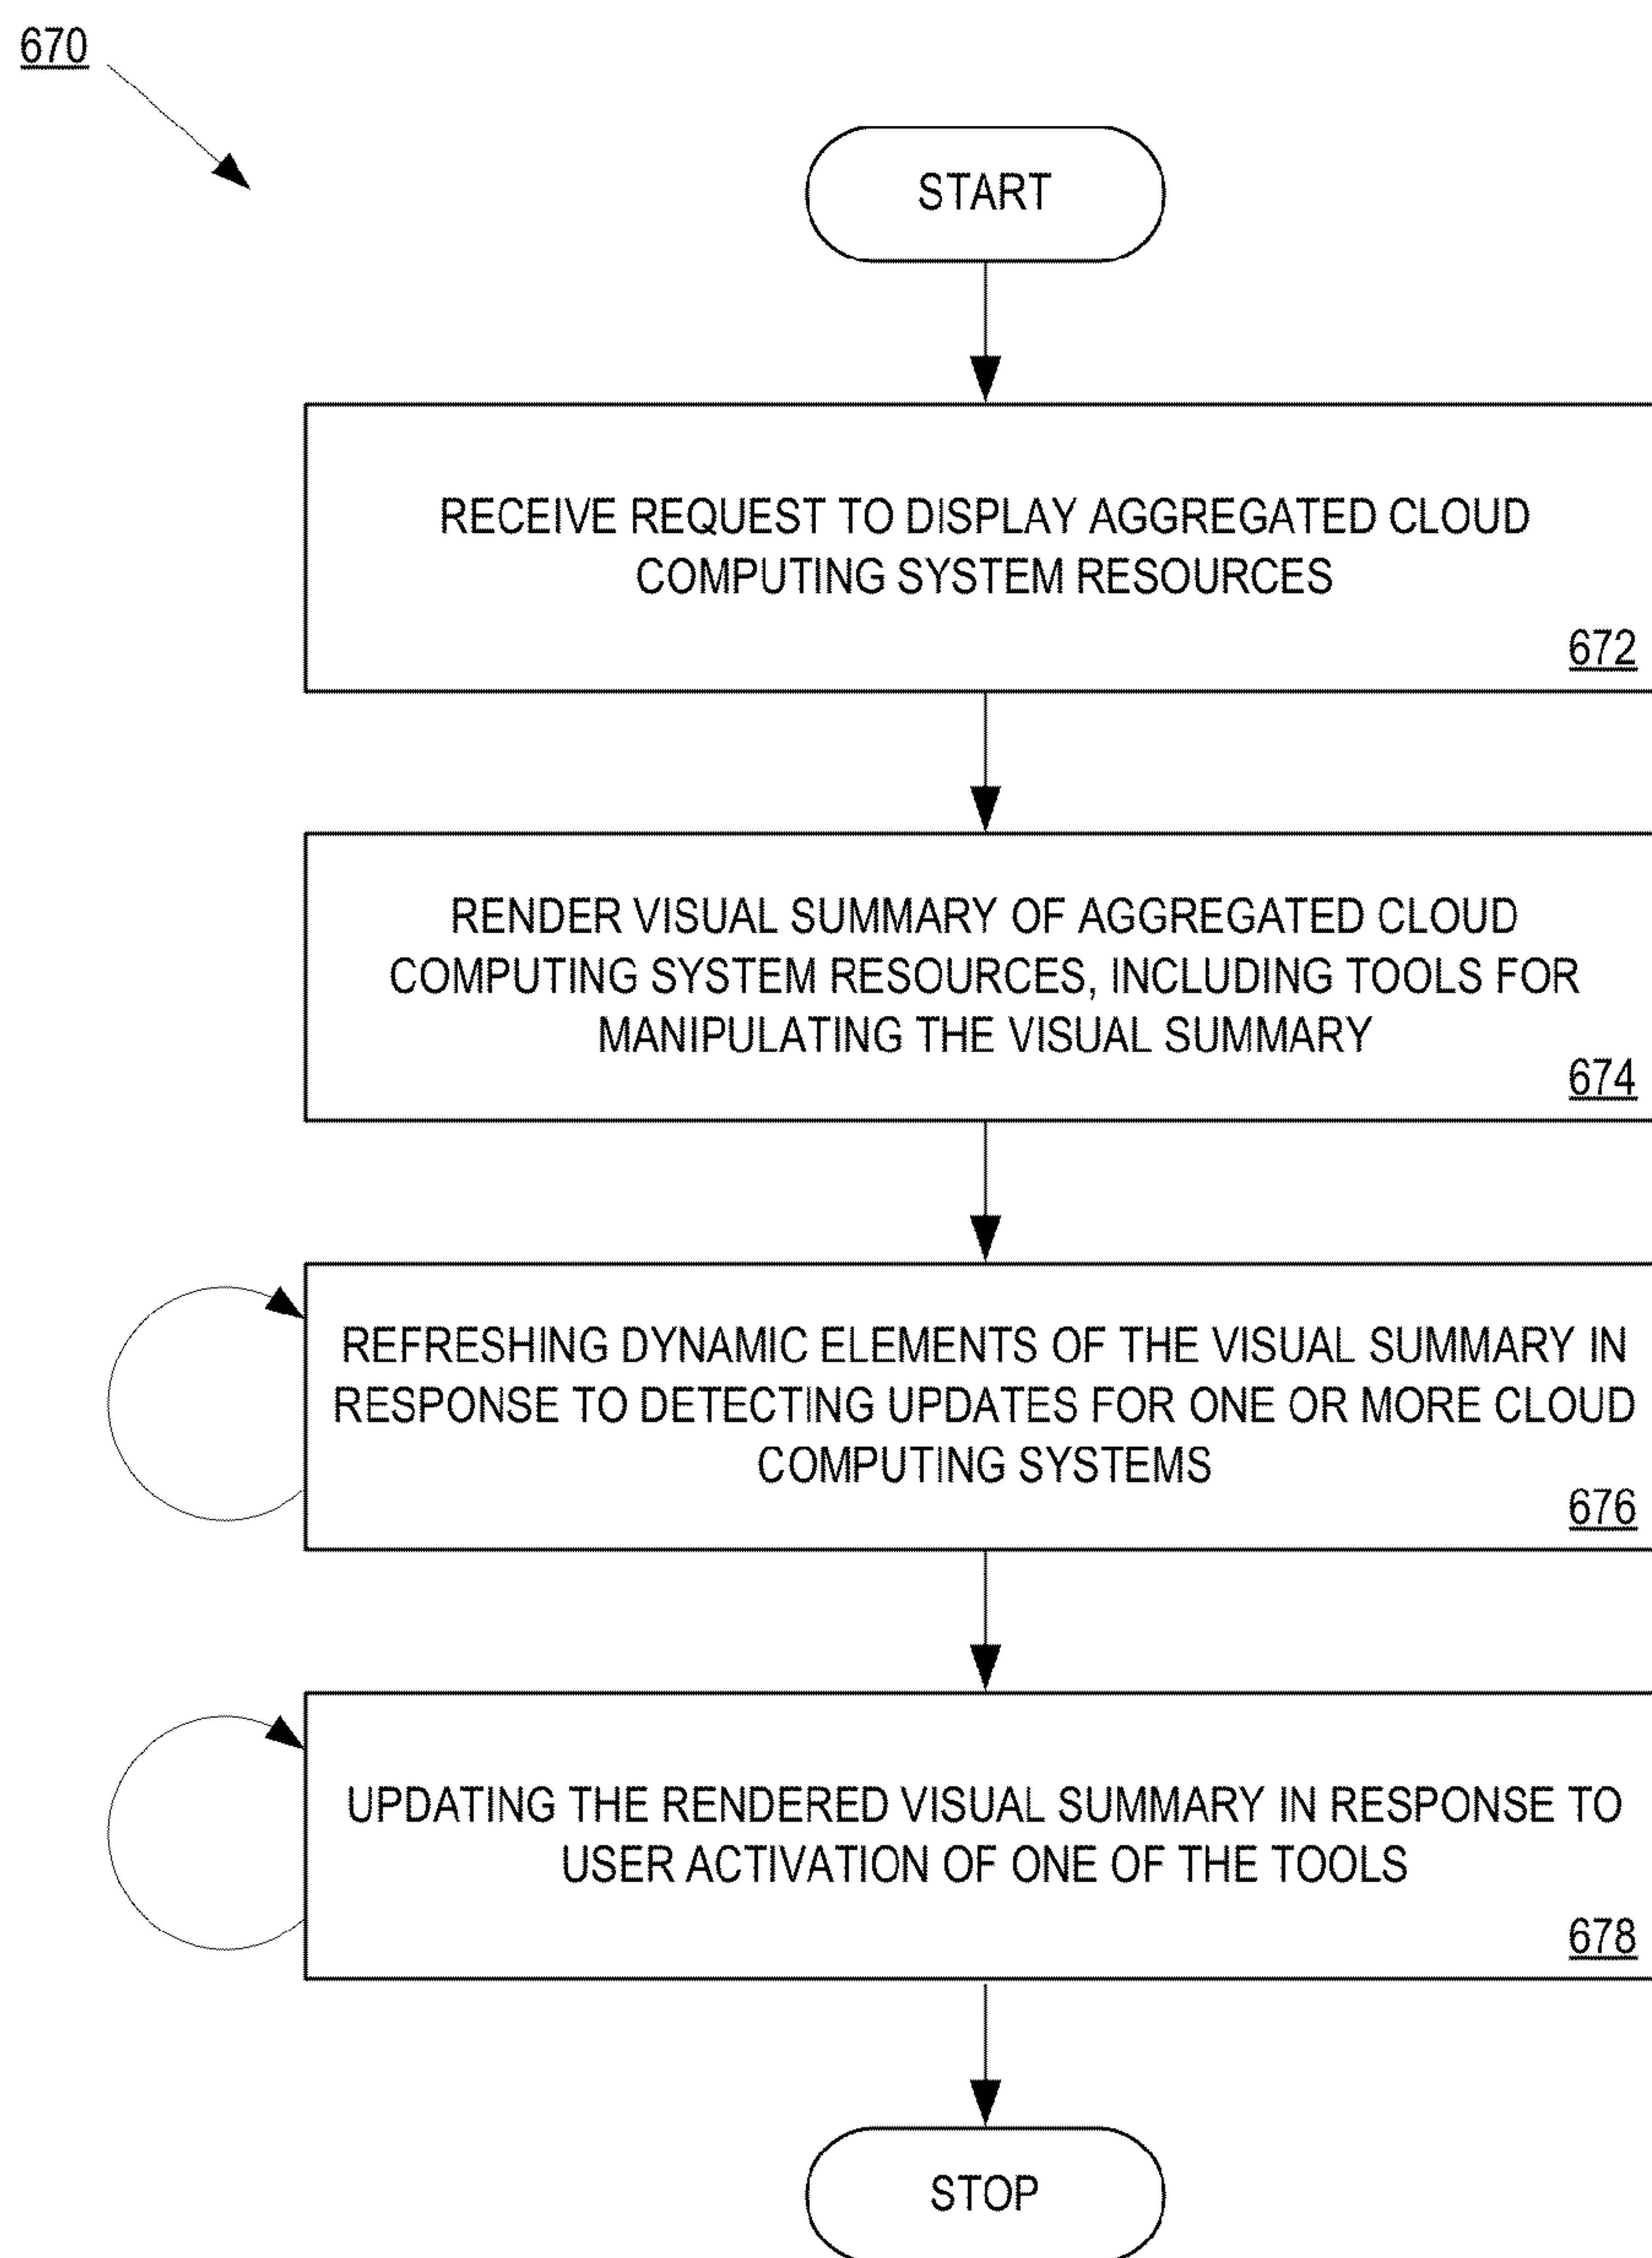 670
START
RECEIVE REQUEST TO DISPLAY AGGREGATED CLOUD
COMPUTING SYSTEM RESOURCES
672
RENDER VISUAL SUMMARY OF AGGREGATED CLOUD
COMPUTING SYSTEM RESOURCES, INCLUDING TOOLS FOR
MANIPULATING THE VISUAL SUMMARY
674
REFRESHING DYNAMIC ELEMENTS OF THE VISUAL SUMMARY IN
RESPONSE TO DETECTING UPDATES FOR ONE OR MORE CLOUD
COMPUTING SYSTEMS
676
UPDATING THE RENDERED VISUAL SUMMARY IN RESPONSE TO
USER ACTIVATION OF ONE OF THE TOOLS
678
STOP